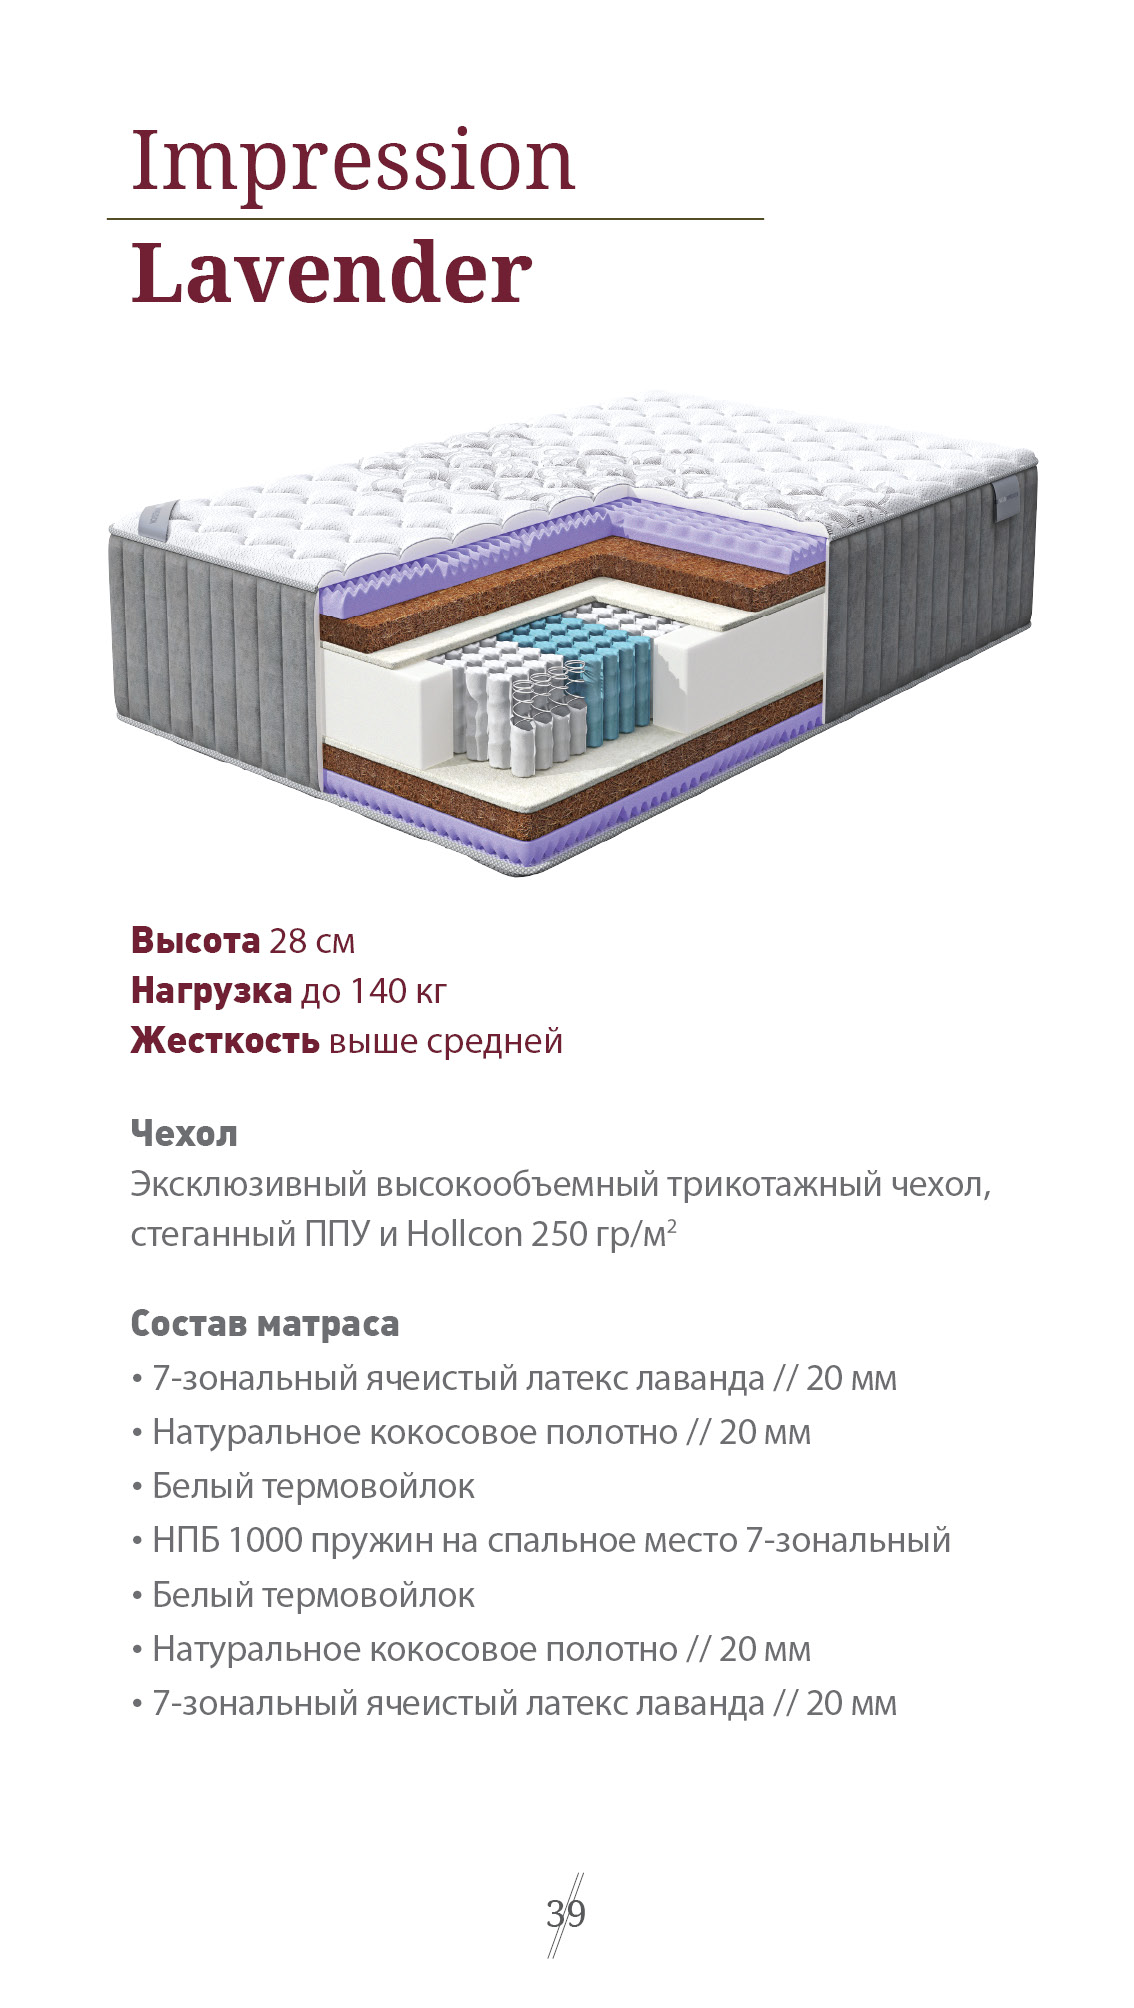 Impression
Lavender
Высота 28 см
Нагрузка до 140 кг
Жесткость выше средней
Чехол
Эксклюзивный высокообъемный трикотажный чехол,
стеганный ППУ и Hollcon 250 гр/м²
Состав матраса
• 7-зональный ячеистый латекс лаванда // 20 мм
• Натуральное кокосовое полотно // 20 мм
• Белый термовойлок
• НПБ 1000 пружин на спальное место 7-зональный
• Белый термовойлок
• Натуральное кокосовое полотно // 20 мм
• 7-зональный ячеистый латекс лаванда // 20 мм
39